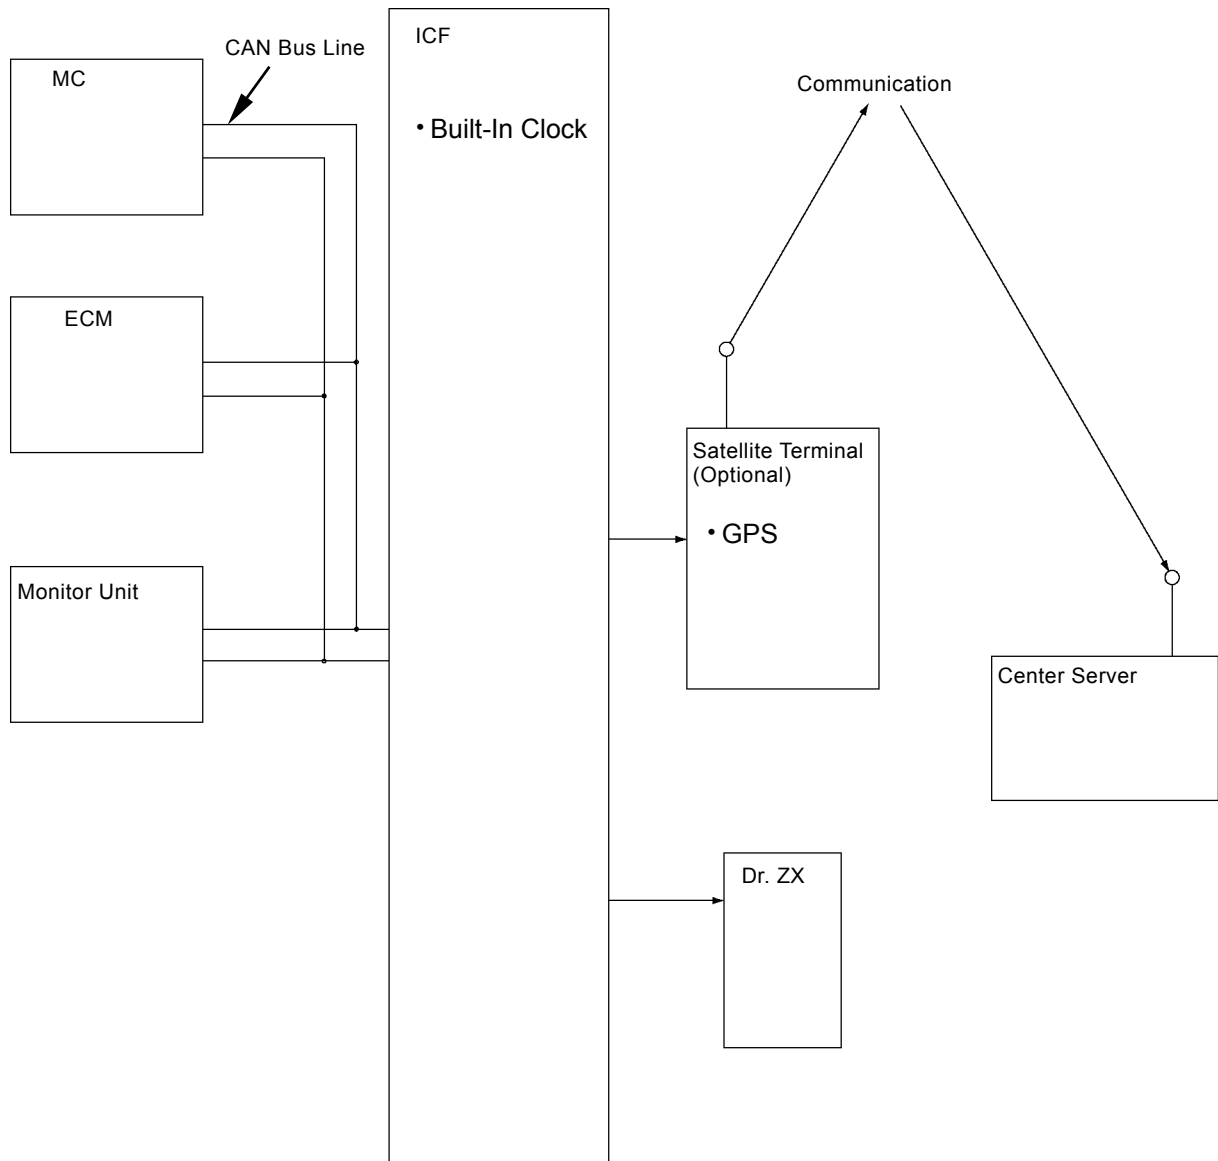 ICF
CAN Bus Line
MC
Communication
• Built-In Clock
ECM
Satellite Terminal
(Optional)
• GPS
Monitor Unit
Center Server
Dr. ZX